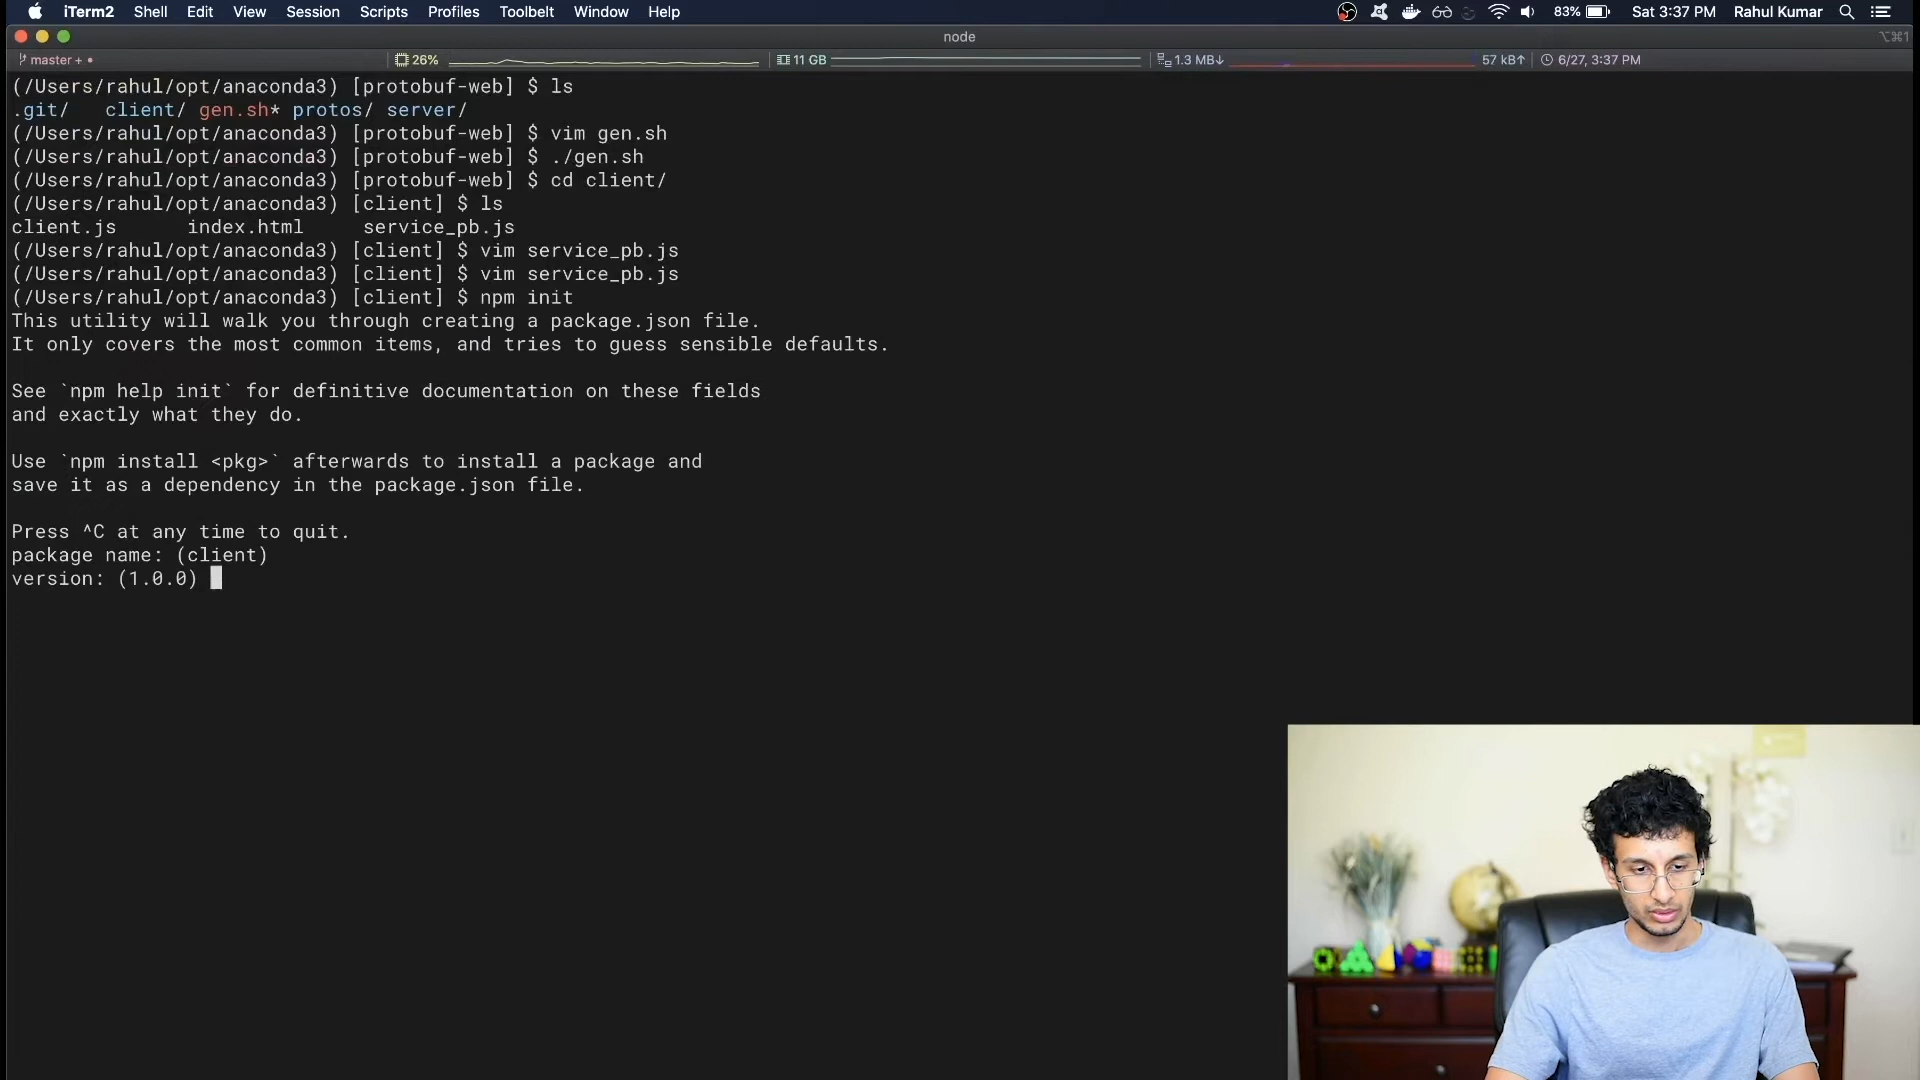 iTerm2 Shell Edit View Session Scripts Profiles Toolbelt Window Help 83% Sat 3:37 PM Rahul Kumar
node ⌥⌘1
master + • 26% 11 GB 1.3 MB↓ 57 kB↑ 6/27, 3:37 PM
(/Users/rahul/opt/anaconda3) [protobuf-web] $ ls
.git/ client/ gen.sh* protos/ server/
(/Users/rahul/opt/anaconda3) [protobuf-web] $ vim gen.sh
(/Users/rahul/opt/anaconda3) [protobuf-web] $ ./gen.sh
(/Users/rahul/opt/anaconda3) [protobuf-web] $ cd client/
(/Users/rahul/opt/anaconda3) [client] $ ls
client.js index.html service_pb.js
(/Users/rahul/opt/anaconda3) [client] $ vim service_pb.js
(/Users/rahul/opt/anaconda3) [client] $ vim service_pb.js
(/Users/rahul/opt/anaconda3) [client] $ npm init
This utility will walk you through creating a package.json file.
It only covers the most common items, and tries to guess sensible defaults.
See `npm help init` for definitive documentation on these fields
and exactly what they do.
Use `npm install <pkg>` afterwards to install a package and
save it as a dependency in the package.json file.
Press ^C at any time to quit.
package name: (client)
version: (1.0.0)